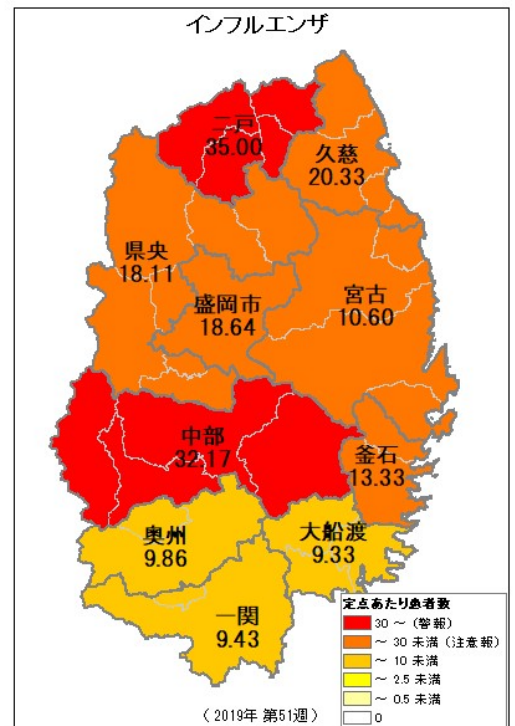 インフルエンザ
二戸
35.00
久慈
20.33
県央
18.11
盛岡市
18.64
宮古
10.60
中部
32.17
釜石
13.33
奥州
9.86
大船渡
9.33
一関
9.43
定点あたり患者数
30 ～ (警報)
～ 30 未満 (注意報)
～ 10 未満
～ 2.5 未満
～ 0.5 未満
0
（2019年 第51週）